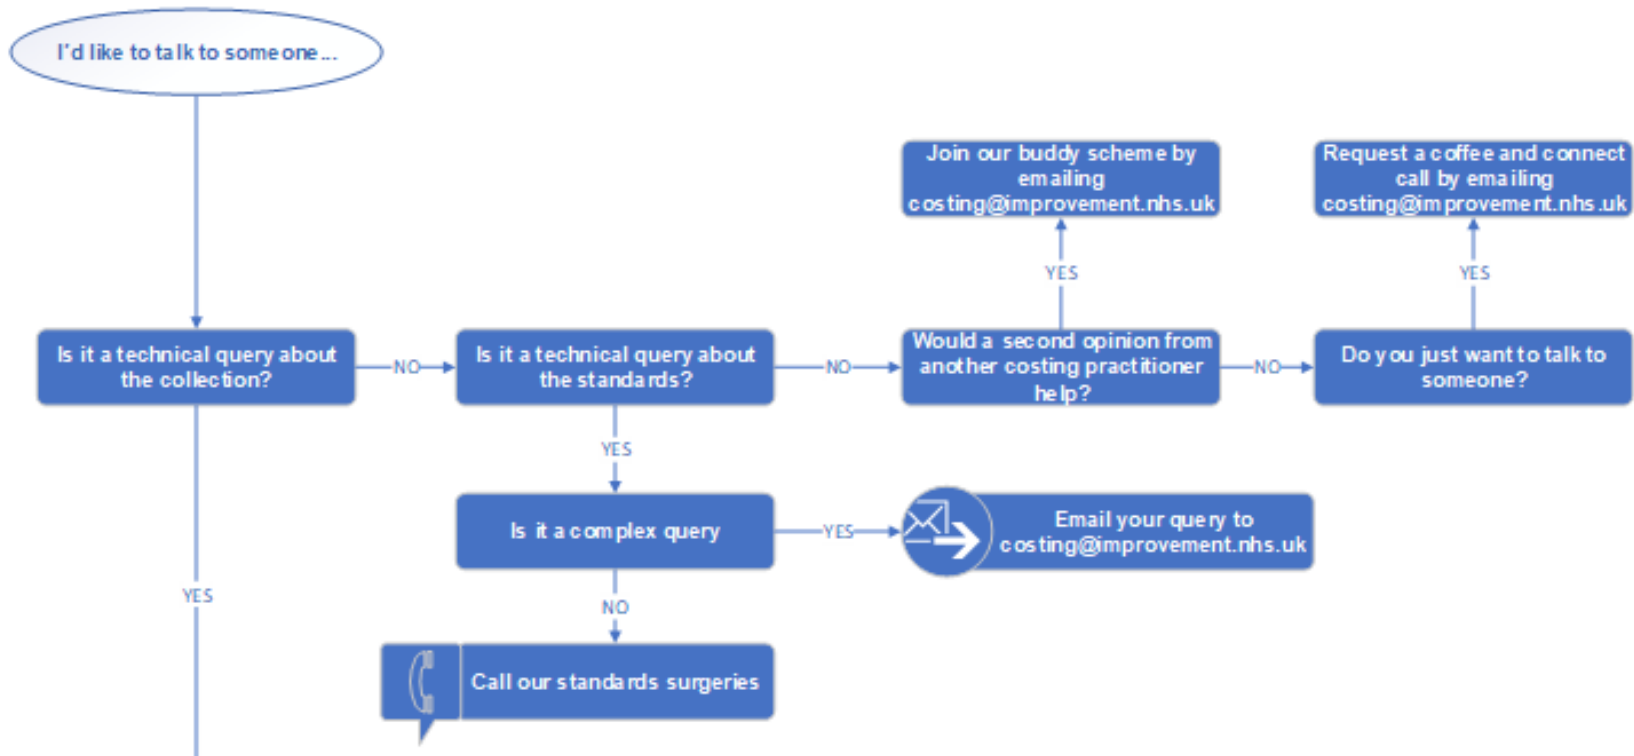 I'd like to talk to someone...
Join our buddy scheme by
emailing
costing@improvement.nhs.uk
Request a coffee and connect
call by emailing
costing@improvement.nhs.uk
YES
YES
Is it a technical query about
the collection?
NO
Is it a technical query about
the standards?
NO
Would a second opinion from
another costing practitioner
help?
NO
Do you just want to talk to
someone?
YES
Is it a complex query
YES
Email your query to
costing@improvement.nhs.uk
YES
NO
Call our standards surgeries